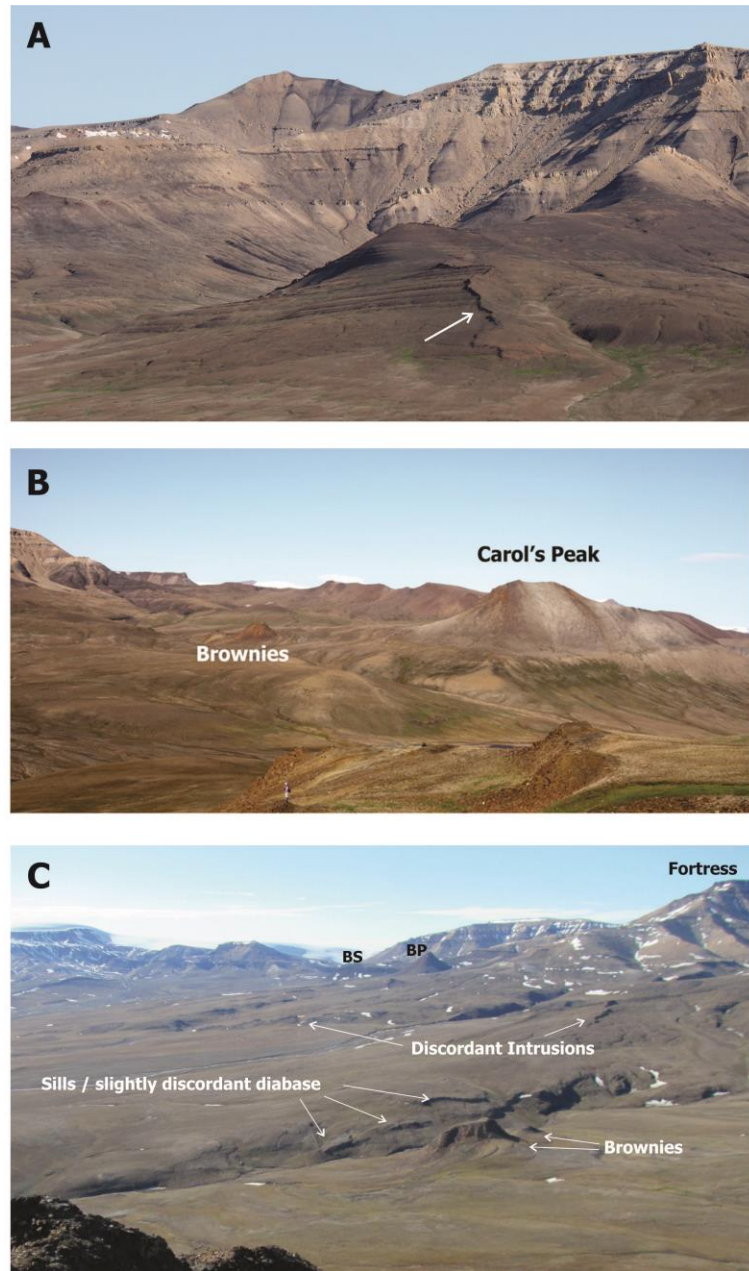 A
B
Carol's Peak
Brownies
C
Fortress
BS
BP
Discordant Intrusions
Sills / slightly discordant diabase
Brownies